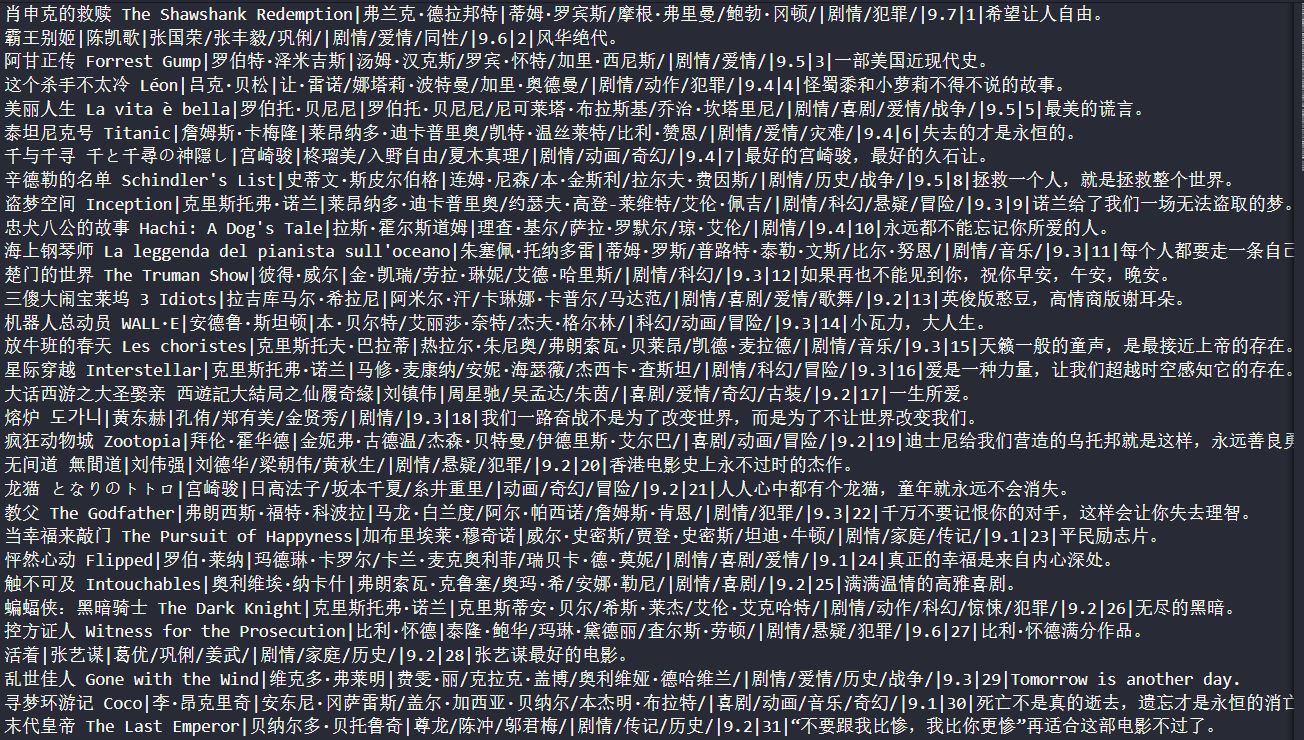 肖申克的救赎 The Shawshank Redemption|弗兰克·德拉邦特|蒂姆·罗宾斯/摩根·弗里曼/鲍勃·冈顿/|剧情/犯罪/|9.7|1|希望让人自由。
霸王别姬|陈凯歌|张国荣/张丰毅/巩俐/|剧情/爱情/同性/|9.6|2|风华绝代。
阿甘正传 Forrest Gump|罗伯特·泽米吉斯|汤姆·汉克斯/罗宾·怀特/加里·西尼斯/|剧情/爱情/|9.5|3|一部美国近现代史。
这个杀手不太冷 Léon|吕克·贝松|让·雷诺/娜塔莉·波特曼/加里·奥德曼/|剧情/动作/犯罪/|9.4|4|怪蜀黍和小萝莉不得不说的故事。
美丽人生 La vita è bella|罗伯托·贝尼尼|罗伯托·贝尼尼/尼可莱塔·布拉斯基/乔治·坎塔里尼/|剧情/喜剧/爱情/战争/|9.5|5|最美的谎言。
泰坦尼克号 Titanic|詹姆斯·卡梅隆|莱昂纳多·迪卡普里奥/凯特·温丝莱特/比利·赞恩/|剧情/爱情/灾难/|9.4|6|失去的才是永恒的。
千与千寻 千と千尋の神隠し|宫崎骏|柊瑠美/入野自由/夏木真理/|剧情/动画/奇幻/|9.4|7|最好的宫崎骏，最好的久石让。
辛德勒的名单 Schindler's List|史蒂文·斯皮尔伯格|连姆·尼森/本·金斯利/拉尔夫·费因斯/|剧情/历史/战争/|9.5|8|拯救一个人，就是拯救整个世界。
盗梦空间 Inception|克里斯托弗·诺兰|莱昂纳多·迪卡普里奥/约瑟夫·高登-莱维特/艾伦·佩吉/|剧情/科幻/悬疑/冒险/|9.3|9|诺兰给了我们一场无法盗取的梦。
忠犬八公的故事 Hachi: A Dog's Tale|拉斯·霍尔斯道姆|理查·基尔/萨拉·罗默尔/琼·艾伦/|剧情/|9.4|10|永远都不能忘记你所爱的人。
海上钢琴师 La leggenda del pianista sull'oceano|朱塞佩·托纳多雷|蒂姆·罗斯/普路特·泰勒·文斯/比尔·努恩/|剧情/音乐/|9.3|11|每个人都要走一条自己
楚门的世界 The Truman Show|彼得·威尔|金·凯瑞/劳拉·琳妮/艾德·哈里斯/|剧情/科幻/|9.3|12|如果再也不能见到你，祝你早安，午安，晚安。
三傻大闹宝莱坞 3 Idiots|拉吉库马尔·希拉尼|阿米尔·汗/卡琳娜·卡普尔/马达范/|剧情/喜剧/爱情/歌舞/|9.2|13|英俊版憨豆，高情商版谢耳朵。
机器人总动员 WALL·E|安德鲁·斯坦顿|本·贝尔特/艾丽莎·奈特/杰夫·格尔林/|科幻/动画/冒险/|9.3|14|小瓦力，大人生。
放牛班的春天 Les choristes|克里斯托夫·巴拉蒂|热拉尔·朱尼奥/弗朗索瓦·贝莱昂/凯德·麦拉德/|剧情/音乐/|9.3|15|天籁一般的童声，是最接近上帝的存在。
星际穿越 Interstellar|克里斯托弗·诺兰|马修·麦康纳/安妮·海瑟薇/杰西卡·查斯坦/|剧情/科幻/冒险/|9.3|16|爱是一种力量，让我们超越时空感知它的存在。
大话西游之大圣娶亲 西遊記大結局之仙履奇緣|刘镇伟|周星驰/吴孟达/朱茵/|喜剧/爱情/奇幻/古装/|9.2|17|一生所爱。
熔炉 도가니|黄东赫|孔侑/郑有美/金贤秀/|剧情/|9.3|18|我们一路奋战不是为了改变世界，而是为了不让世界改变我们。
疯狂动物城 Zootopia|拜伦·霍华德|金妮弗·古德温/杰森·贝特曼/伊德里斯·艾尔巴/|喜剧/动画/冒险/|9.2|19|迪士尼给我们营造的乌托邦就是这样，永远善良勇
无间道 無間道|刘伟强|刘德华/梁朝伟/黄秋生/|剧情/悬疑/犯罪/|9.2|20|香港电影史上永不过时的杰作。
龙猫 となりのトトロ|宫崎骏|日高法子/坂本千夏/糸井重里/|动画/奇幻/冒险/|9.2|21|人人心中都有个龙猫，童年就永远不会消失。
教父 The Godfather|弗朗西斯·福特·科波拉|马龙·白兰度/阿尔·帕西诺/詹姆斯·肯恩/|剧情/犯罪/|9.3|22|千万不要记恨你的对手，这样会让你失去理智。
当幸福来敲门 The Pursuit of Happyness|加布里埃莱·穆奇诺|威尔·史密斯/贾登·史密斯/坦迪·牛顿/|剧情/家庭/传记/|9.1|23|平民励志片。
怦然心动 Flipped|罗伯·莱纳|玛德琳·卡罗尔/卡兰·麦克奥利菲/瑞贝卡·德·莫妮/|剧情/喜剧/爱情/|9.1|24|真正的幸福是来自内心深处。
触不可及 Intouchables|奥利维埃·纳卡什|弗朗索瓦·克鲁塞/奥玛·希/安娜·勒尼/|剧情/喜剧/|9.2|25|满满温情的高雅喜剧。
蝙蝠侠：黑暗骑士 The Dark Knight|克里斯托弗·诺兰|克里斯蒂安·贝尔/希斯·莱杰/艾伦·艾克哈特/|剧情/动作/科幻/惊悚/犯罪/|9.2|26|无尽的黑暗。
控方证人 Witness for the Prosecution|比利·怀德|泰隆·鲍华/玛琳·黛德丽/查尔斯·劳顿/|剧情/悬疑/犯罪/|9.6|27|比利·怀德满分作品。
活着|张艺谋|葛优/巩俐/姜武/|剧情/家庭/历史/|9.2|28|张艺谋最好的电影。
乱世佳人 Gone with the Wind|维克多·弗莱明|费雯·丽/克拉克·盖博/奥利维娅·德哈维兰/|剧情/爱情/历史/战争/|9.3|29|Tomorrow is another day.
寻梦环游记 Coco|李·昂克里奇|安东尼·冈萨雷斯/盖尔·加西亚·贝纳尔/本杰明·布拉特/|喜剧/动画/音乐/奇幻/|9.1|30|死亡不是真的逝去，遗忘才是永恒的消亡
末代皇帝 The Last Emperor|贝纳尔多·贝托鲁奇|尊龙/陈冲/邬君梅/|剧情/传记/历史/|9.2|31|“不要跟我比惨，我比你更惨”再适合这部电影不过了。